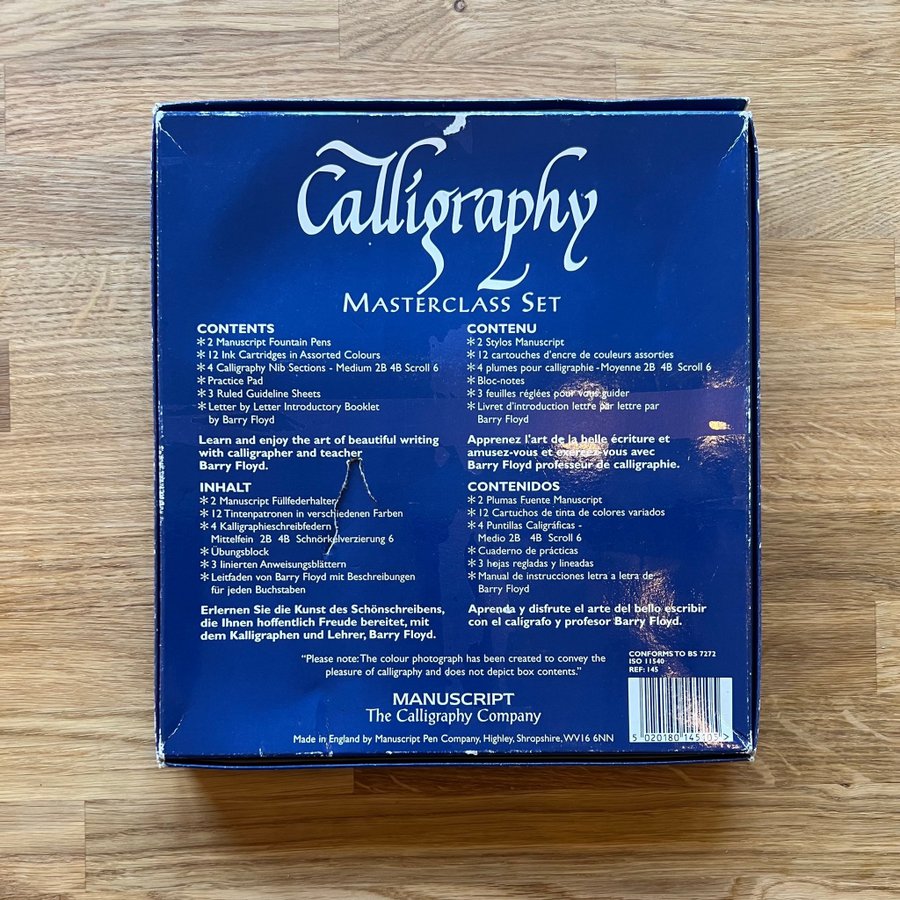 Calligraphy
MASTERCLASS SET
CONTENTS
* 2 Manuscript Fountain Pens
* 12 Ink Cartridges in Assorted Colours
* 4 Calligraphy Nib Sections - Medium 2B 4B Scroll 6
* Practice Pad
* 3 Ruled Guideline Sheets
* Letter by Letter Introductory Booklet
by Barry Floyd
Learn and enjoy the art of beautiful writing
with calligrapher and teacher
Barry Floyd.
CONTENU
* 2 Stylos Manuscript
* 12 cartouches d'encre de couleurs assorties
* 4 plumes pour calligraphie - Moyenne 2B 4B Scroll 6
* Bloc-notes
* 3 feuilles réglées pour vous guider
* Livret d'introduction lettre par lettre par
Barry Floyd
Apprenez l'art de la belle écriture et
amusez-vous et exercez-vous avec
Barry Floyd professeur de calligraphie.
INHALT
* 2 Manuscript Füllfederhalter
* 12 Tintenpatronen in verschiedenen Farben
* 4 Kalligraphieschreibfedern
Mittelfein 2B 4B Schnörkelverzierung 6
* Übungsblock
* 3 linierten Anweisungsblättern
* Leitfaden von Barry Floyd mit Beschreibungen
für jeden Buchstaben
Erlernen Sie die Kunst des Schönschreibens,
die Ihnen hoffentlich Freude bereitet, mit
dem Kalligraphen und Lehrer, Barry Floyd.
CONTENIDOS
* 2 Plumas Fuente Manuscript
* 12 Cartuchos de tinta de colores variados
* 4 Puntillas Caligráficas -
Medio 2B 4B Scroll 6
* Cuaderno de prácticas
* 3 hojas regladas y lineadas
* Manual de instrucciones letra a letra de
Barry Floyd
Aprenda y disfrute el arte del bello escribir
con el calígrafo y profesor Barry Floyd.
"Please note: The colour photograph has been created to convey the
pleasure of calligraphy and does not depict box contents."
CONFORMS TO BS 7272
ISO 11540
REF: 145
MANUSCRIPT
The Calligraphy Company
Made in England by Manuscript Pen Company, Highley, Shropshire, WV16 6NN
5 020180 145105 >